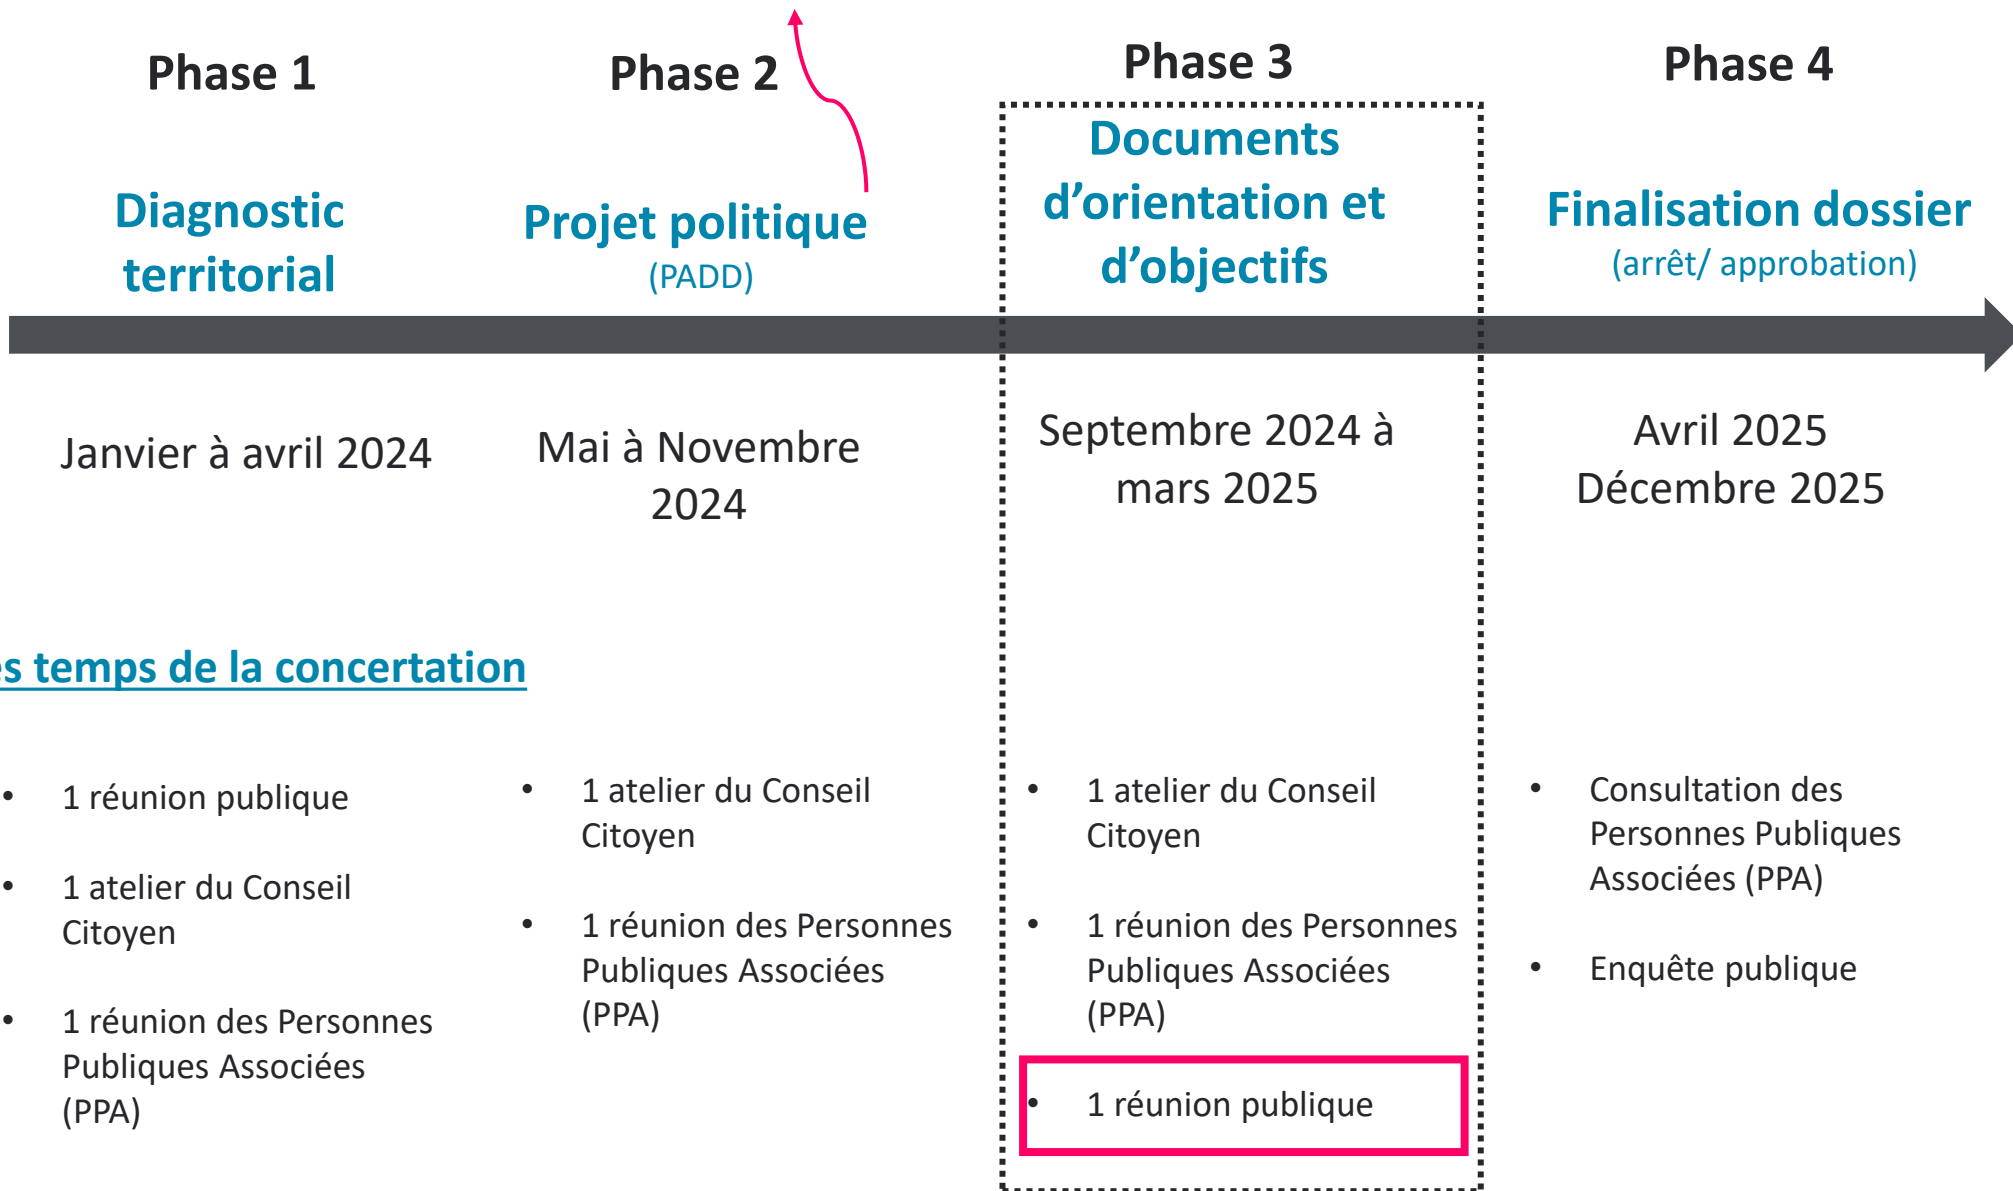 Phase 1
Phase 2
Phase 3
Phase 4
Diagnostic
territorial
Projet politique
(PADD)
Documents
d’orientation et
d’objectifs
Finalisation dossier
(arrêt/ approbation)
Janvier à avril 2024
Mai à Novembre
2024
Septembre 2024 à
mars 2025
Avril 2025
Décembre 2025
es temps de la concertation
• 1 réunion publique
• 1 atelier du Conseil
Citoyen
• 1 réunion des Personnes
Publiques Associées
(PPA)
• 1 atelier du Conseil
Citoyen
• 1 réunion des Personnes
Publiques Associées
(PPA)
• 1 atelier du Conseil
Citoyen
• 1 réunion des Personnes
Publiques Associées
(PPA)
• 1 réunion publique
• Consultation des
Personnes Publiques
Associées (PPA)
• Enquête publique